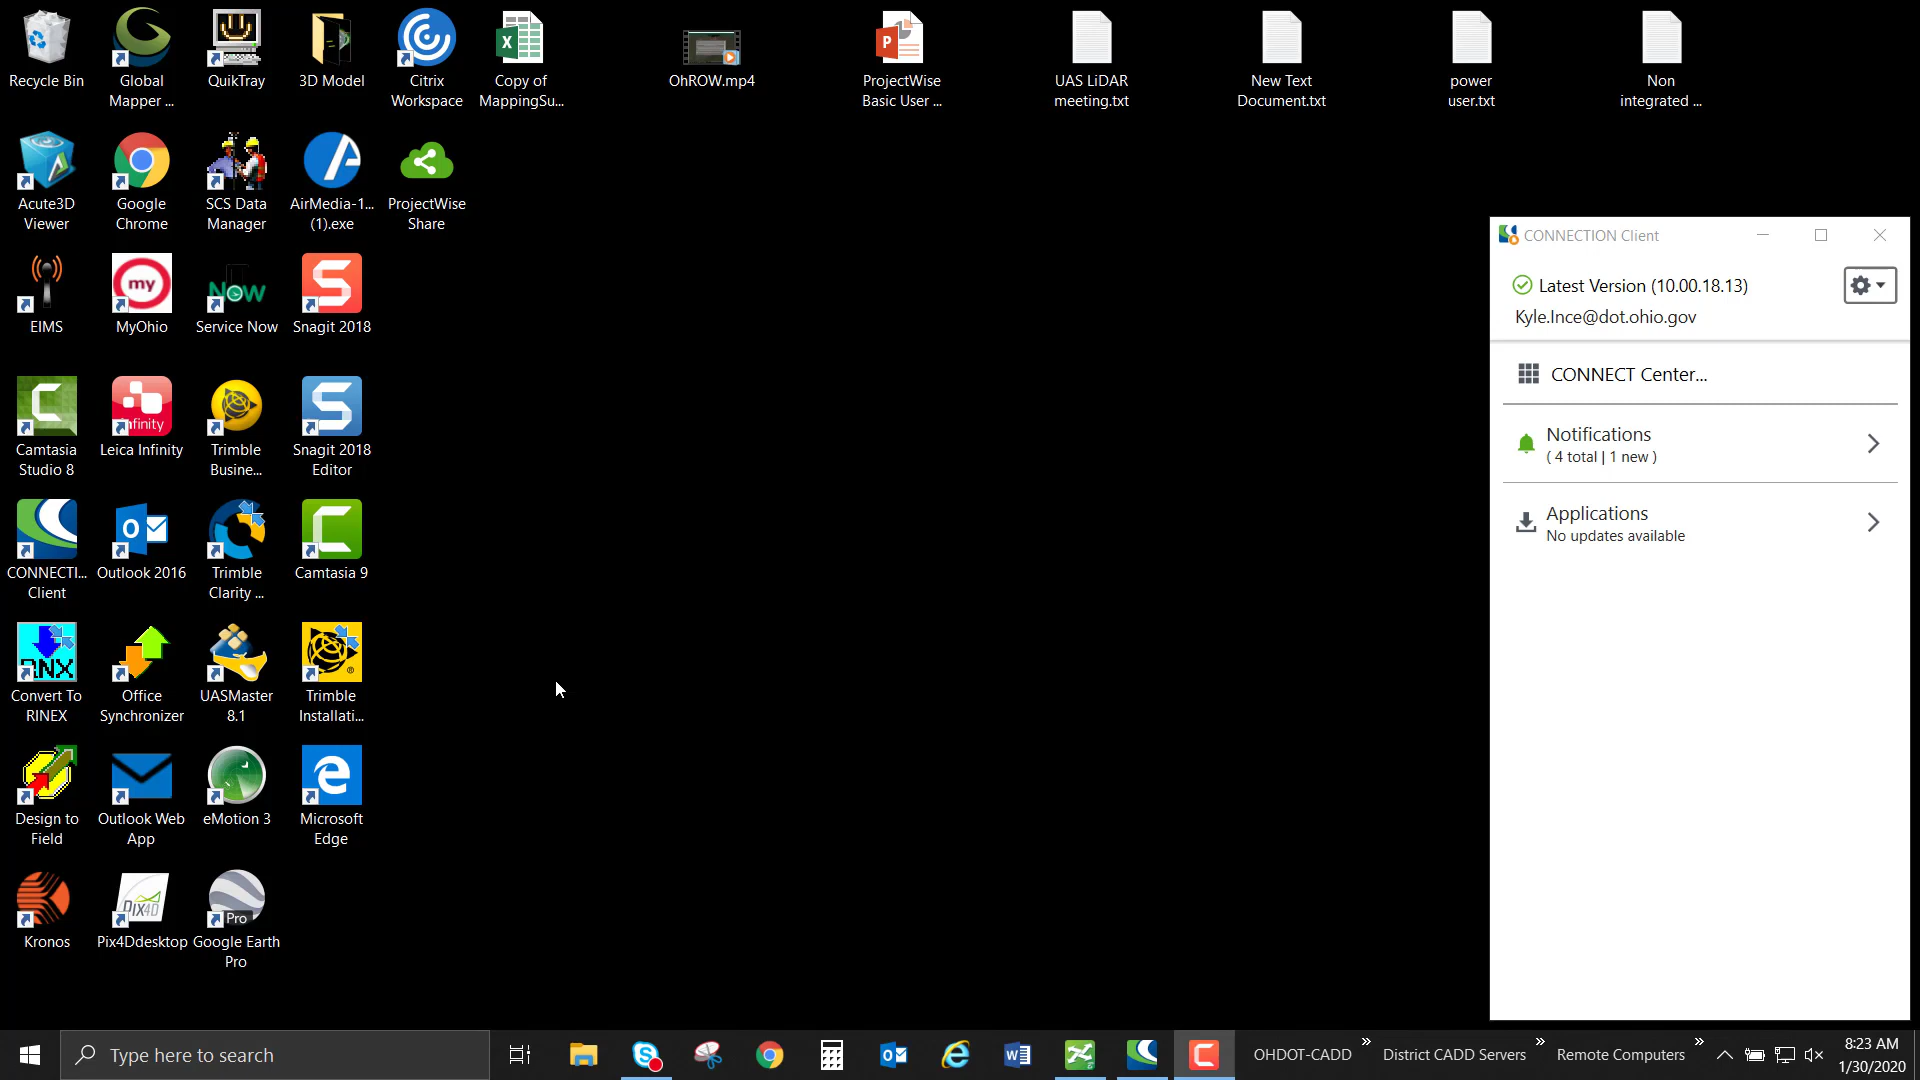 Recycle Bin
Global
Mapper ...
QuikTray
3D Model
Citrix
Workspace
Copy of
MappingSu...
OhROW.mp4
ProjectWise
Basic User ...
UAS LiDAR
meeting.txt
New Text
Document.txt
power
user.txt
Non
integrated ...
Acute3D
Viewer
Google
Chrome
SCS Data
Manager
AirMedia-1...
(1).exe
ProjectWise
Share
my
EIMS
MyOhio
Now
Service Now
Snagit 2018
infinity
Camtasia
Studio 8
Leica Infinity
Trimble
Busine...
Snagit 2018
Editor
CONNECTI...
Client
Outlook 2016
Trimble
Clarity ...
Camtasia 9
RNX
Convert To
RINEX
Office
Synchronizer
UASMaster
8.1
Trimble
Installati...
Design to
Field
Outlook Web
App
eMotion 3
Microsoft
Edge
PIX4D
Pro
Kronos
Pix4Ddesktop
Google Earth
Pro
CONNECTION Client
Latest Version (10.00.18.13)
Kyle.Ince@dot.ohio.gov
CONNECT Center...
Notifications
( 4 total | 1 new )
Applications
No updates available
Type here to search
OHDOT-CADD
District CADD Servers
Remote Computers
8:23 AM
1/30/2020